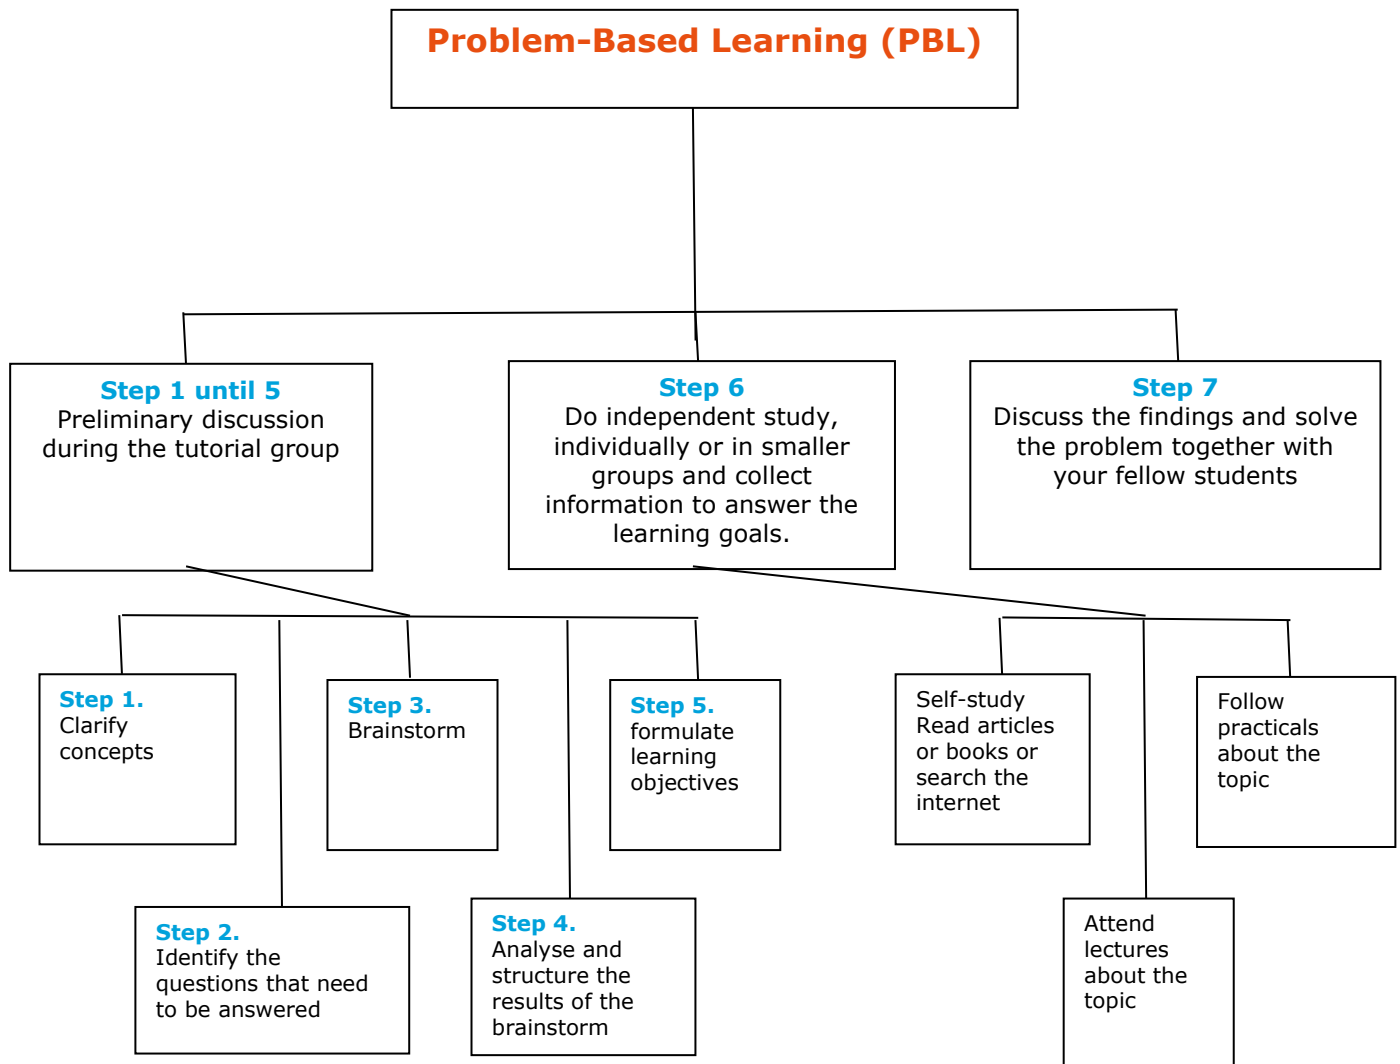 Problem-Based Learning (PBL)
Step 1 until 5
Preliminary discussion
during the tutorial group
Step 6
Do independent study,
individually or in smaller
groups and collect
information to answer the
learning goals.
Step 7
Discuss the findings and solve
the problem together with
your fellow students
Step 1.
Clarify
concepts
Step 2.
Identify the
questions that need
to be answered
Step 3.
Brainstorm
Step 4.
Analyse and
structure the
results of the
brainstorm
Step 5.
formulate
learning
objectives
Self-study
Read articles
or books or
search the
internet
Attend
lectures
about the
topic
Follow
practicals
about the
topic